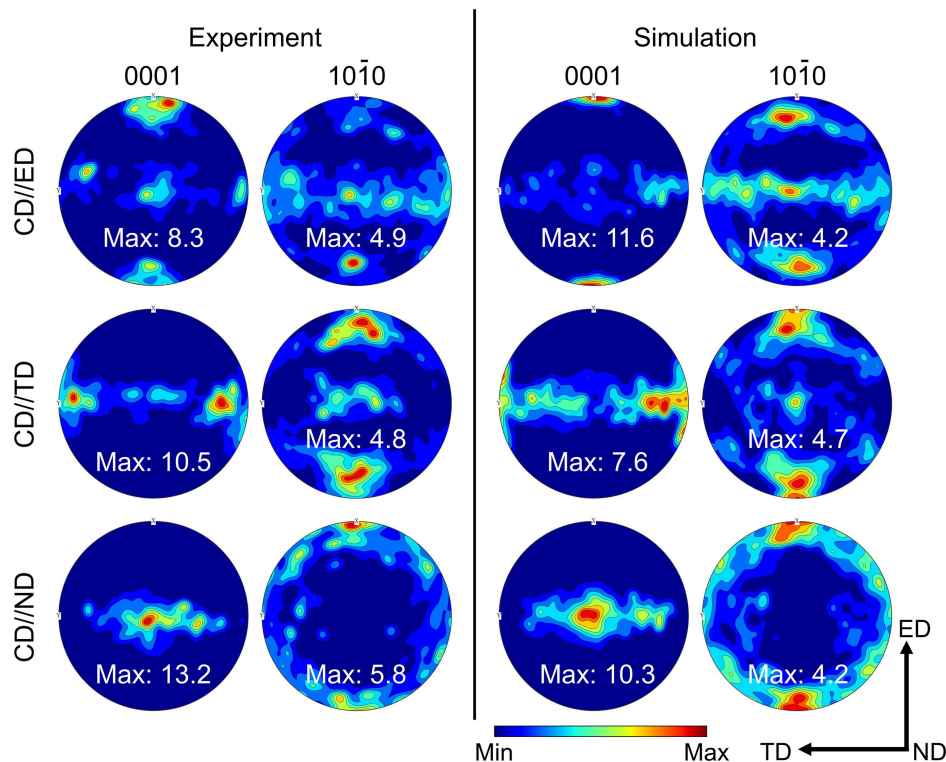 Experiment Simulation
0001 101̄0 0001 101̄0
CD//ED
Max: 8.3 Max: 4.9 Max: 11.6 Max: 4.2
CD//TD
Max: 10.5 Max: 4.8 Max: 7.6 Max: 4.7
CD//ND
Max: 13.2 Max: 5.8 Max: 10.3 Max: 4.2
ED
Min Max TD ND